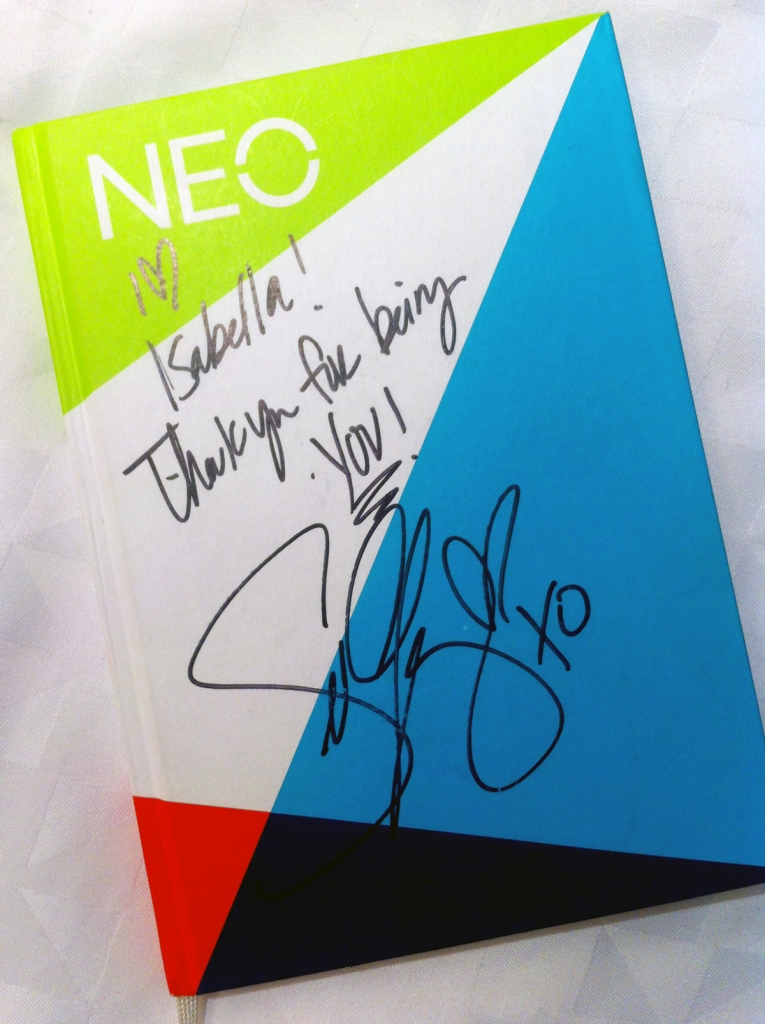 NEO
I ♡
Isabella!
Thank you for being
YOU!
XO